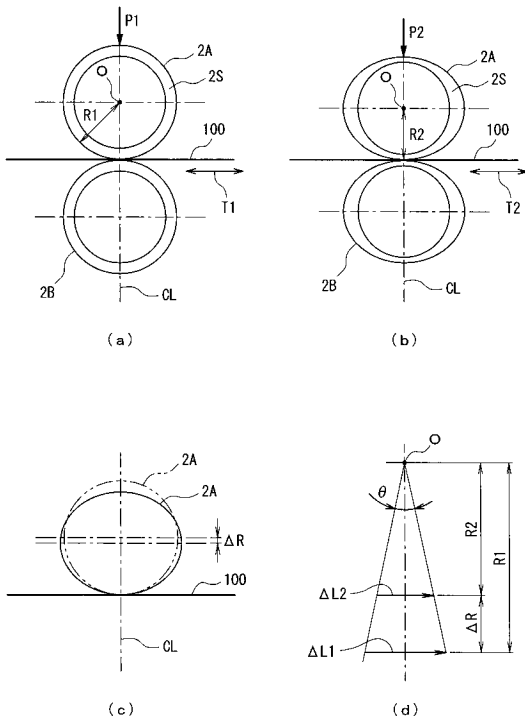 P1
2A
2S
O
R1
100
T1
2B
CL
(a)
P2
2A
2S
O
R2
100
T2
2B
CL
(b)
2A
2A
ΔR
100
CL
(c)
O
θ
R2
R1
ΔL2
ΔR
ΔL1
(d)